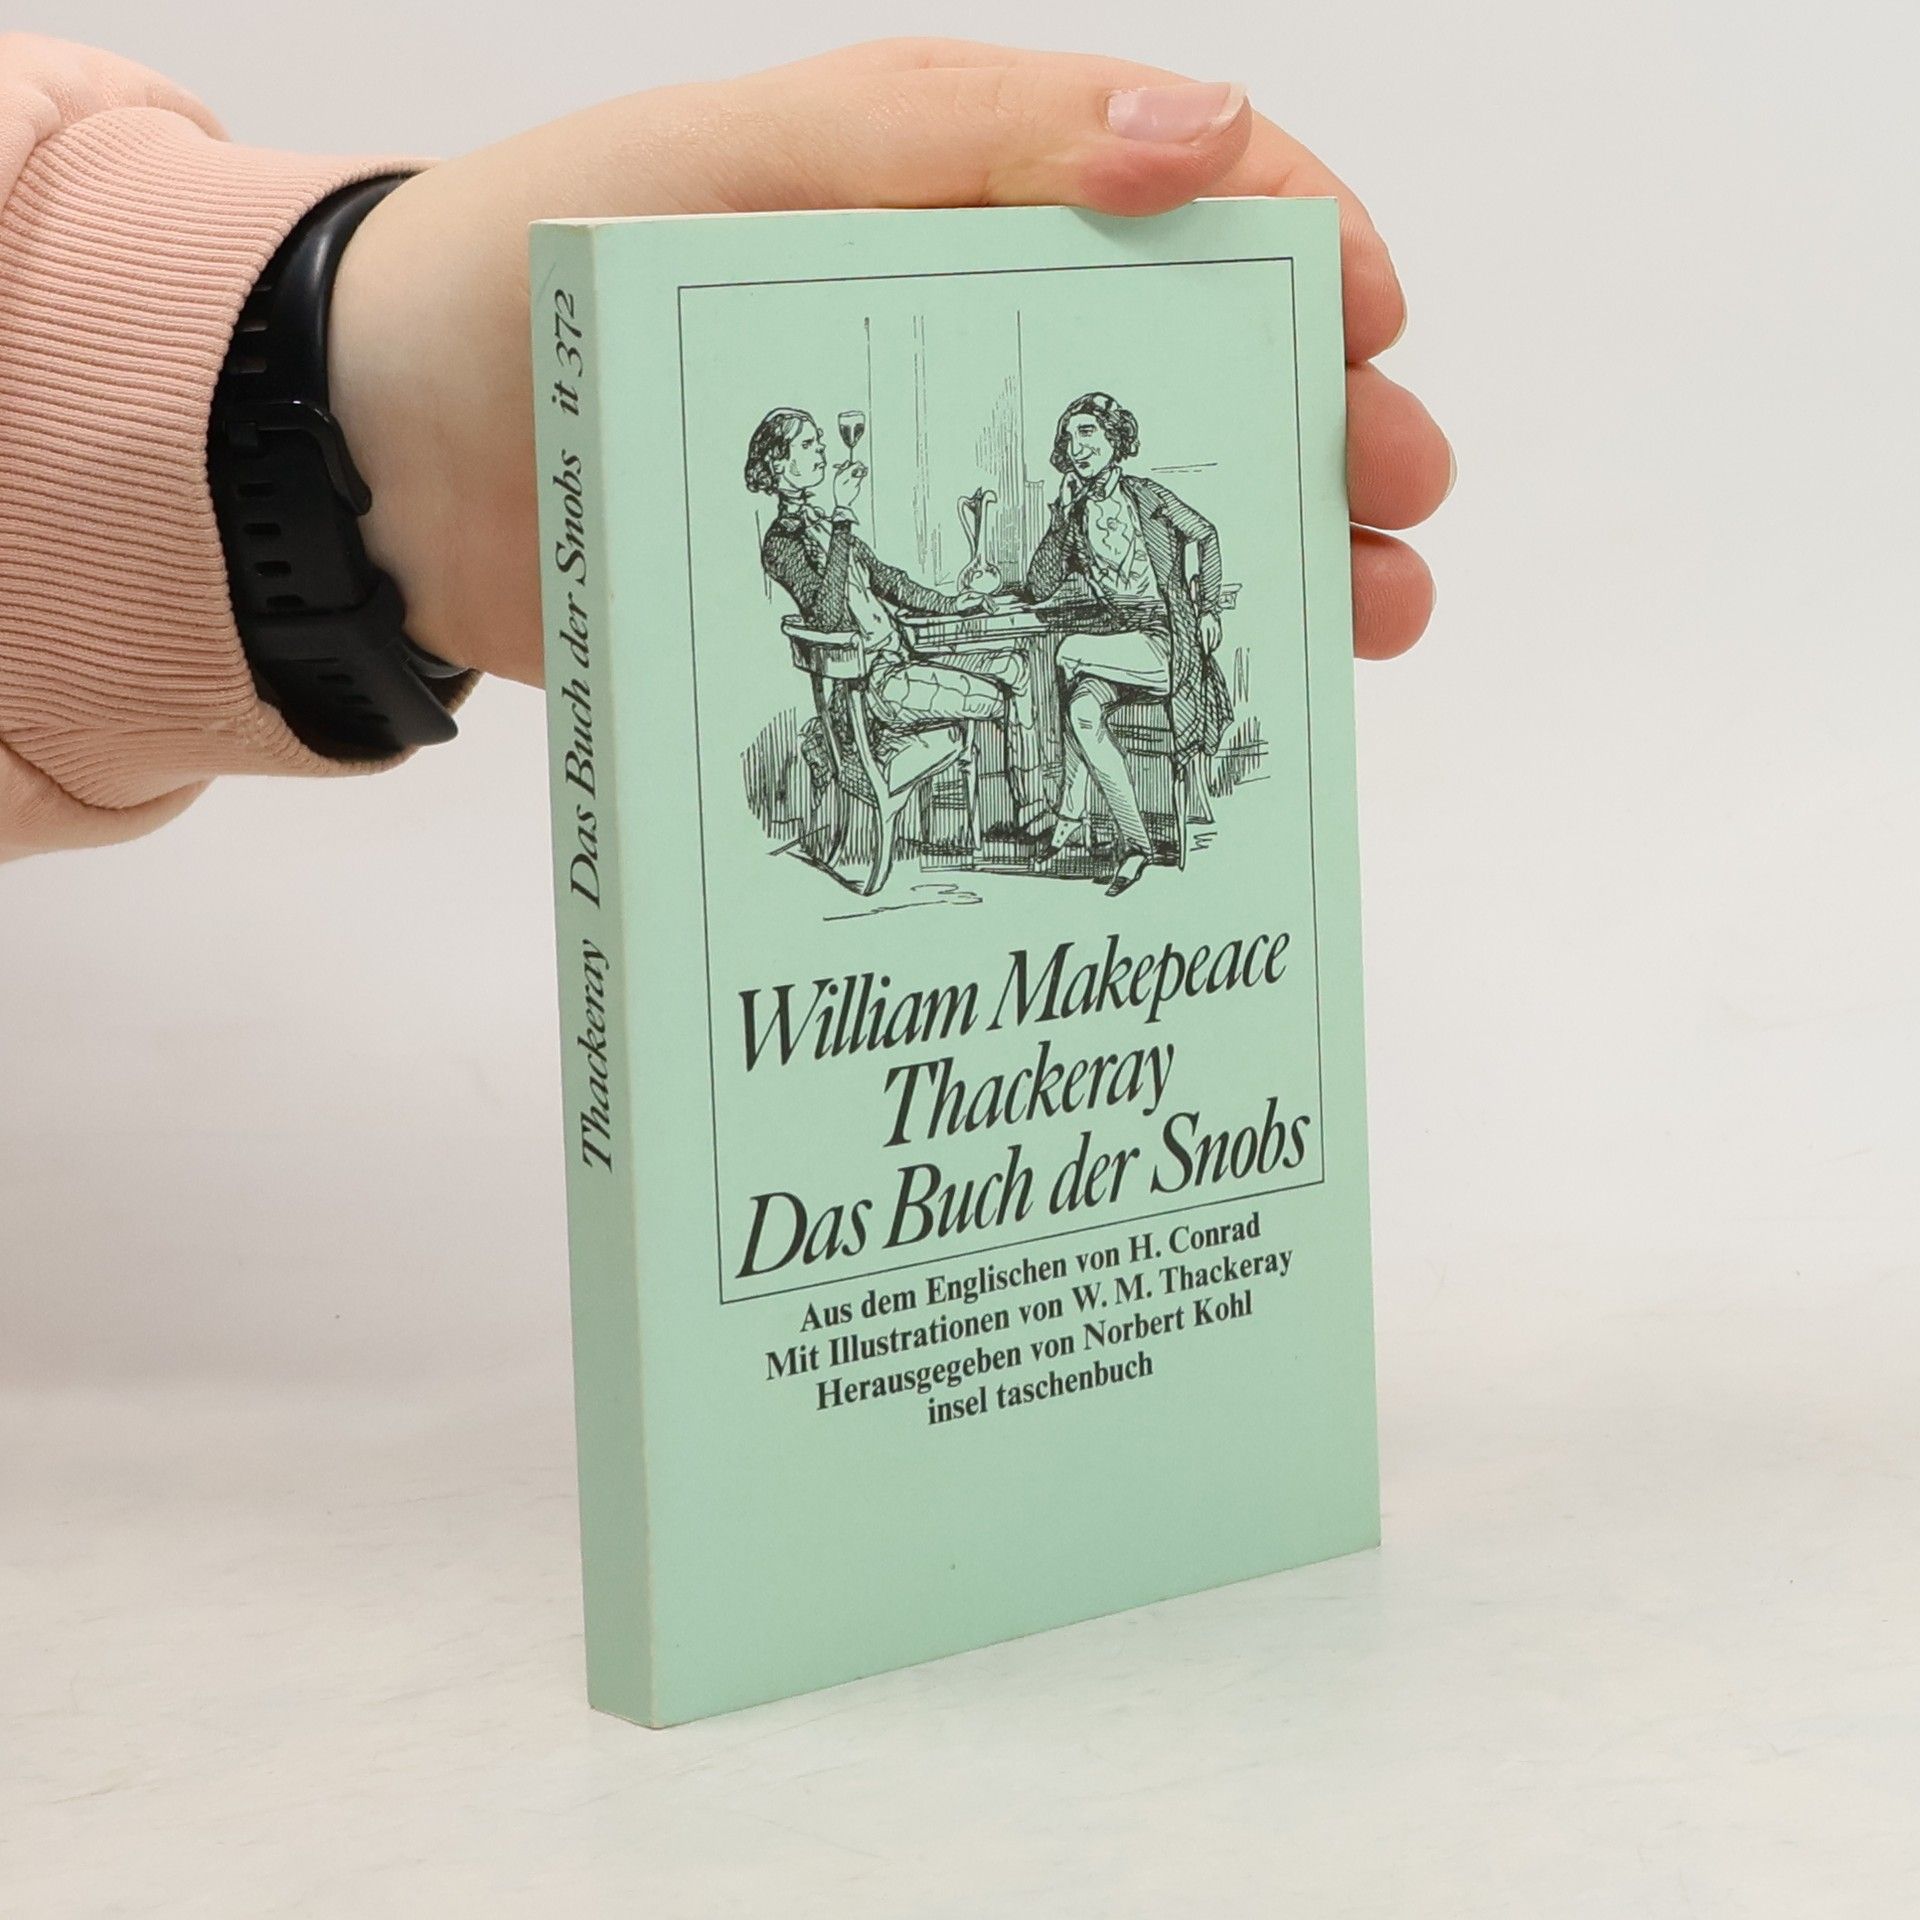 Thackeray Das Buch der Snobs it 372
William Makepeace
Thackeray
Das Buch der Snobs
Aus dem Englischen von H. Conrad
Mit Illustrationen von W. M. Thackeray
Herausgegeben von Norbert Kohl
insel taschenbuch